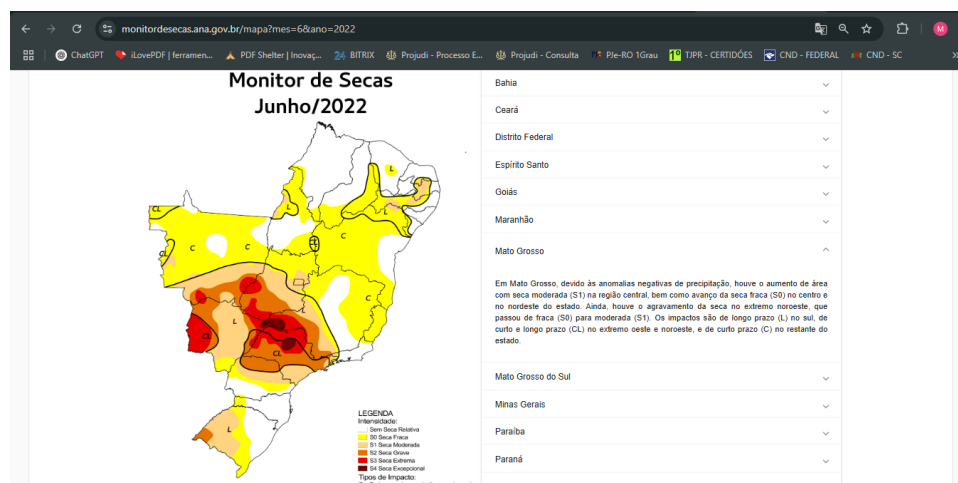 monitordesecas.ana.gov.br/mapa?mes=6&ano=2022
M
ChatGPT
iLovePDF | ferramen...
PDF Shelter | Inovaç...
24 BITRIX
Projudi - Processo E...
Projudi - Consulta
PJe-RO 1Grau
1º TJPR - CERTIDÕES
CND - FEDERAL
CND - SC
»
Monitor de Secas
Junho/2022
L
L
L
CL
C
CL
C
C
CL
C
L
L
CL
CL
L
LEGENDA
Intensidade:
Sem Seca Relativa
S0 Seca Fraca
S1 Seca Moderada
S2 Seca Grave
S3 Seca Extrema
S4 Seca Excepcional
Tipos de Impacto:
Bahia
Ceará
Distrito Federal
Espírito Santo
Goiás
Maranhão
Mato Grosso
Em Mato Grosso, devido às anomalias negativas de precipitação, houve o aumento de área
com seca moderada (S1) na região central, bem como avanço da seca fraca (S0) no centro e
no nordeste do estado. Ainda, houve o agravamento da seca no extremo noroeste, que
passou de fraca (S0) para moderada (S1). Os impactos são de longo prazo (L) no sul, de
curto e longo prazo (CL) no extremo oeste e noroeste, e de curto prazo (C) no restante do
estado.
Mato Grosso do Sul
Minas Gerais
Paraíba
Paraná